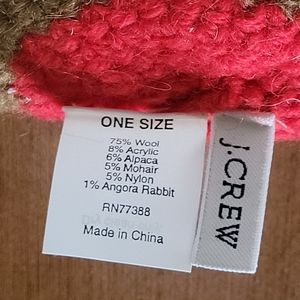 ONE SIZE
75% Wool
8% Acrylic
6% Alpaca
5% Mohair
5% Nylon
1% Angora Rabbit
RN77388
Made in China
J.CREW